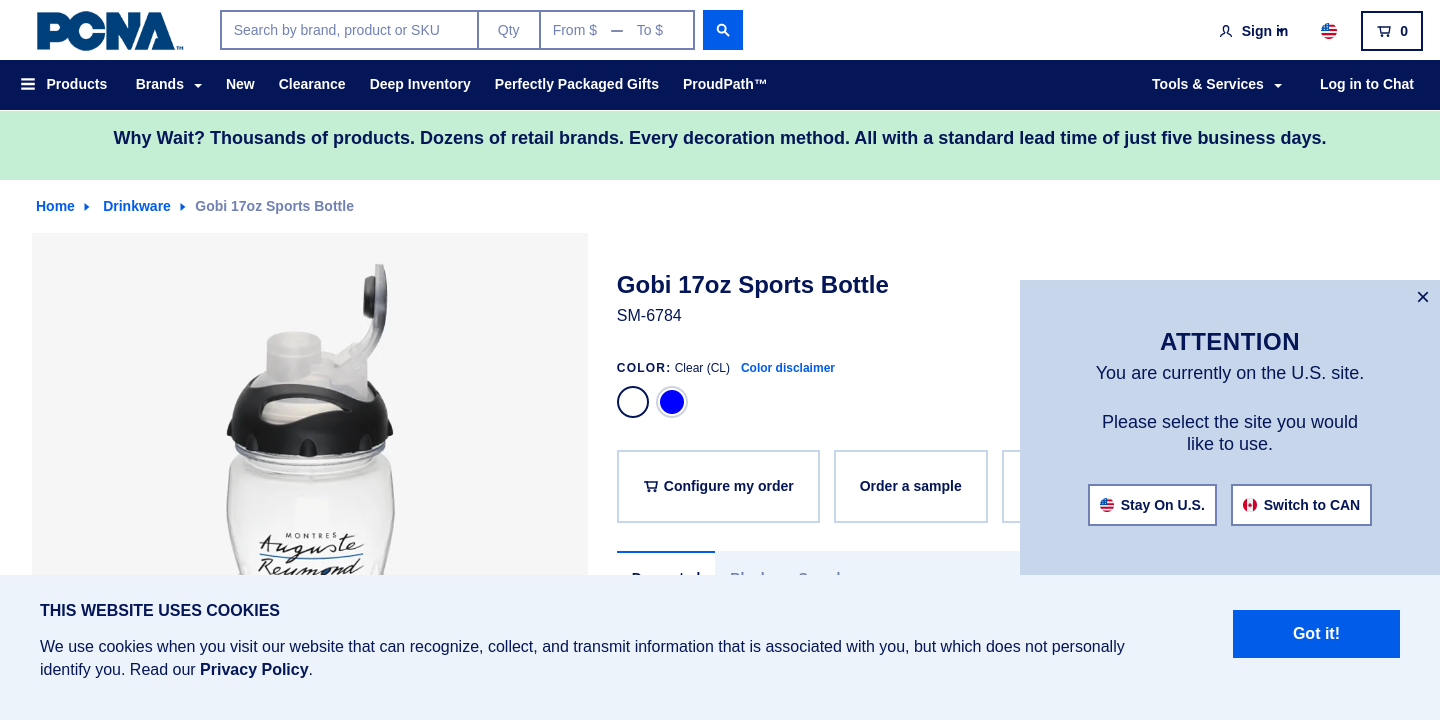 PCNA™
Search by brand, product or SKU
Qty
From $ — To $
Sign in
0
Products
Brands
New
Clearance
Deep Inventory
Perfectly Packaged Gifts
ProudPath™
Tools & Services
Log in to Chat
Why Wait? Thousands of products. Dozens of retail brands. Every decoration method. All with a standard lead time of just five business days.
Home
Drinkware
Gobi 17oz Sports Bottle
Gobi 17oz Sports Bottle
SM-6784
COLOR: Clear (CL) Color disclaimer
Configure my order
Order a sample
MONTRES
Auguste
Reymond
×
ATTENTION
You are currently on the U.S. site.
Please select the site you would
like to use.
Stay On U.S.
Switch to CAN
THIS WEBSITE USES COOKIES
We use cookies when you visit our website that can recognize, collect, and transmit information that is associated with you, but which does not personally
identify you. Read our Privacy Policy.
Got it!